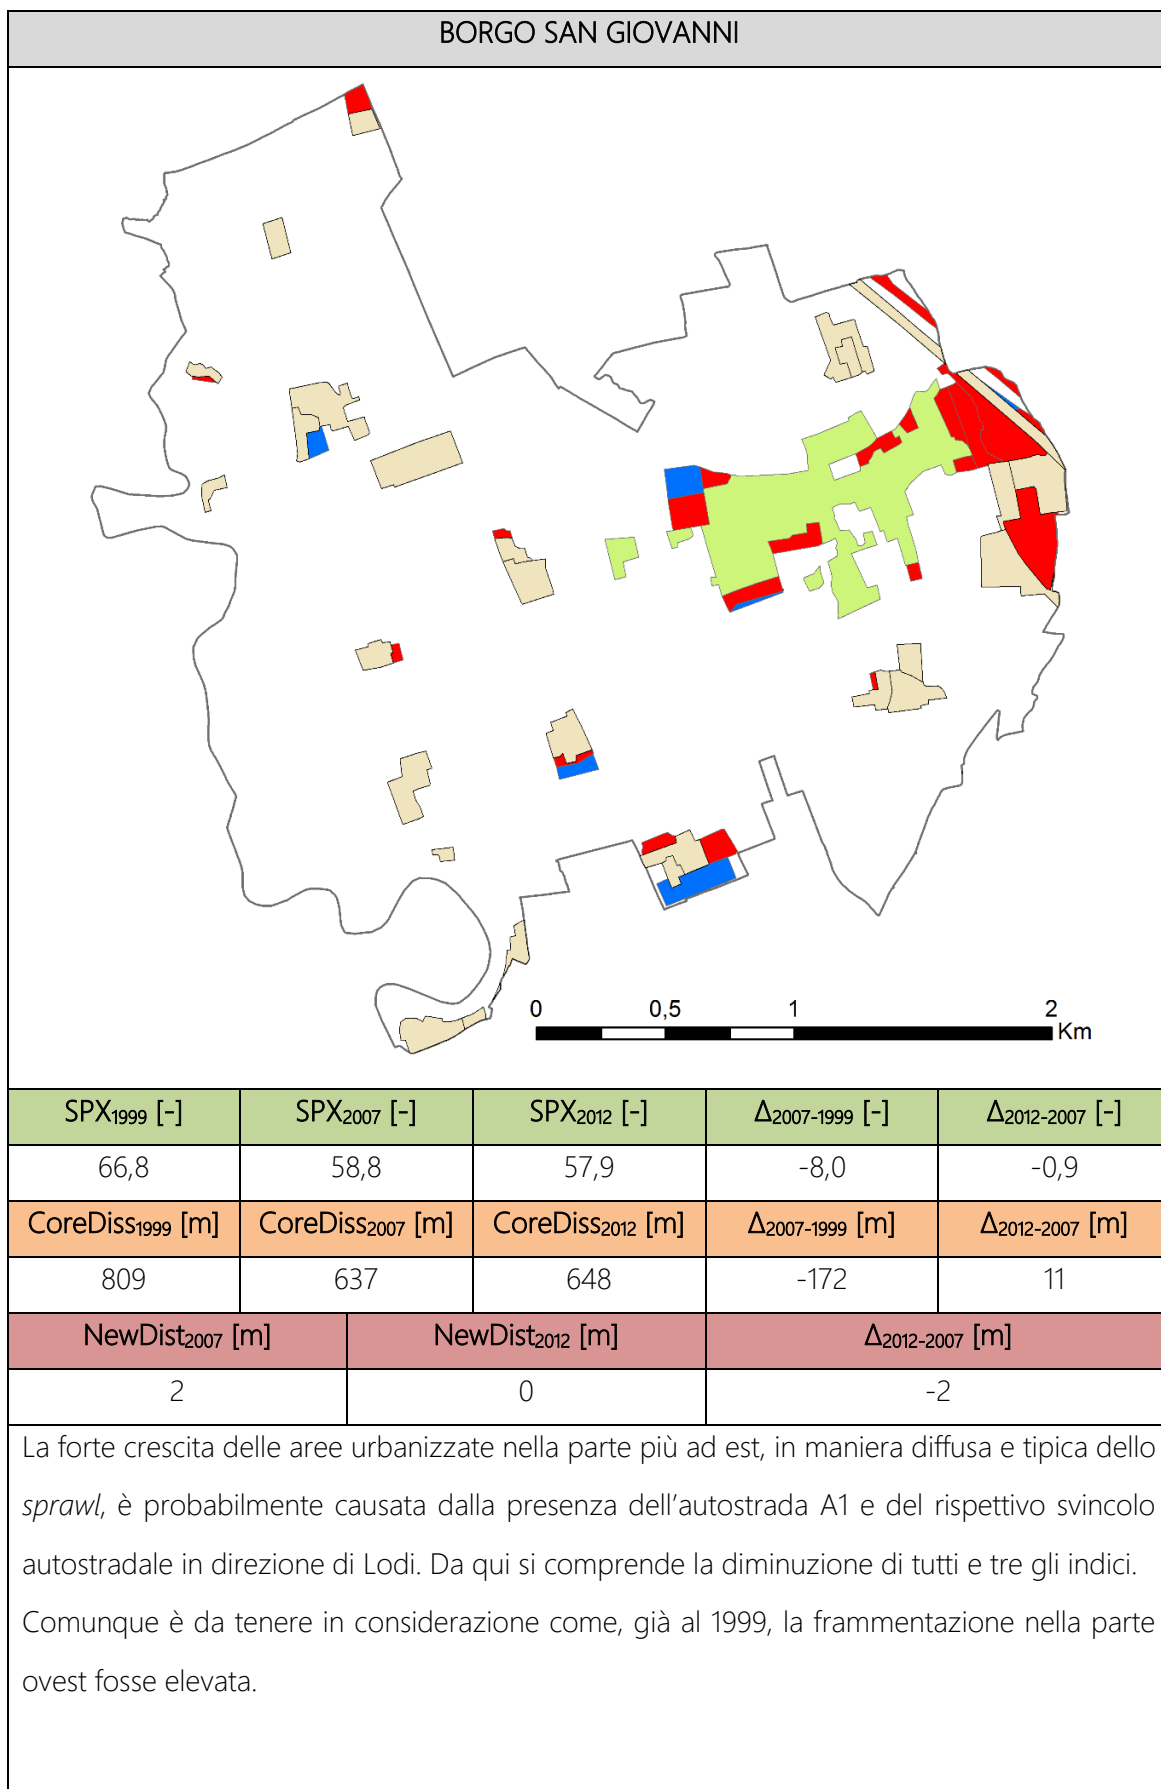 BORGO SAN GIOVANNI
0 0,5 1 2
Km
SPX1999 [-] SPX2007 [-] SPX2012 [-] Δ2007-1999 [-] Δ2012-2007 [-]
66,8 58,8 57,9 -8,0 -0,9
CoreDiss1999 [m] CoreDiss2007 [m] CoreDiss2012 [m] Δ2007-1999 [m] Δ2012-2007 [m]
809 637 648 -172 11
NewDist2007 [m] NewDist2012 [m] Δ2012-2007 [m]
2 0 -2
La forte crescita delle aree urbanizzate nella parte più ad est, in maniera diffusa e tipica dello
sprawl, è probabilmente causata dalla presenza dell'autostrada A1 e del rispettivo svincolo
autostradale in direzione di Lodi. Da qui si comprende la diminuzione di tutti e tre gli indici.
Comunque è da tenere in considerazione come, già al 1999, la frammentazione nella parte
ovest fosse elevata.